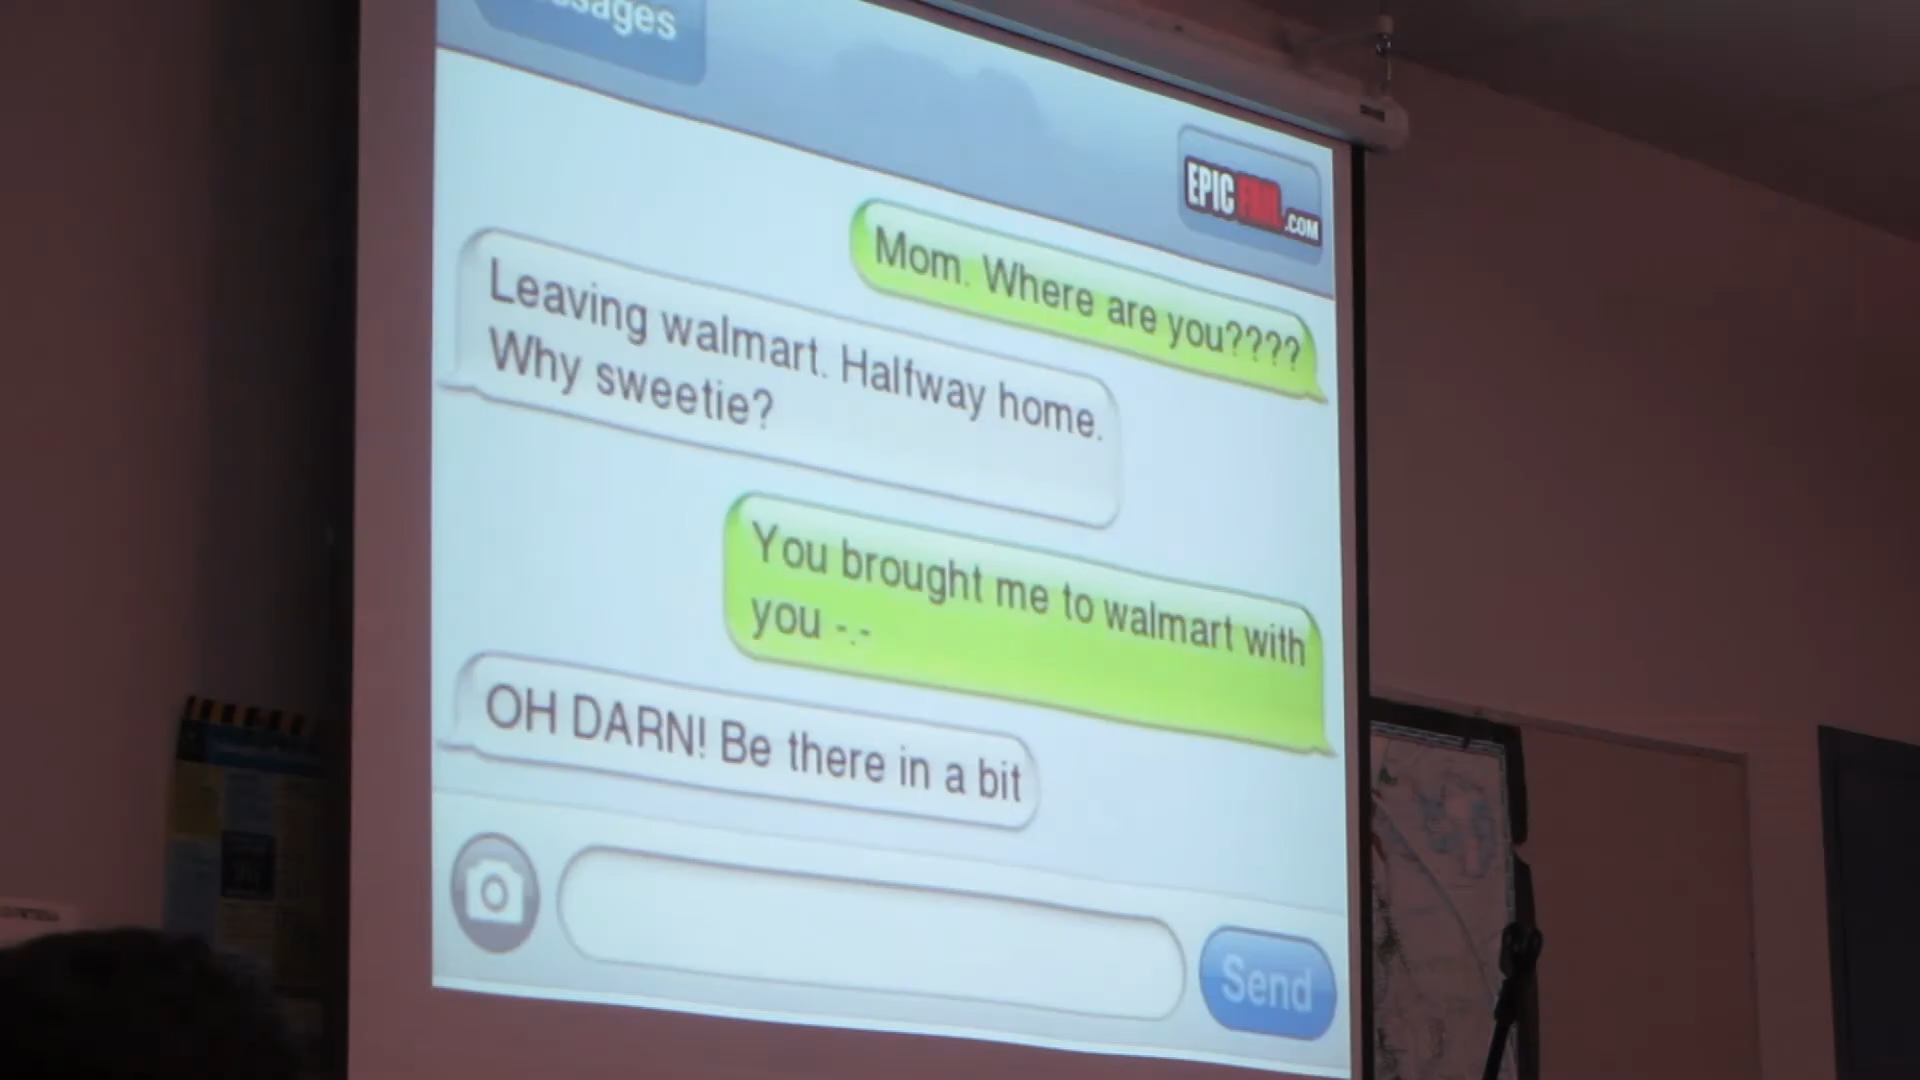 EPIC FAIL.COM
Mom. Where are you????
Leaving walmart. Halfway home.
Why sweetie?
You brought me to walmart with
you -.-
OH DARN! Be there in a bit
Send